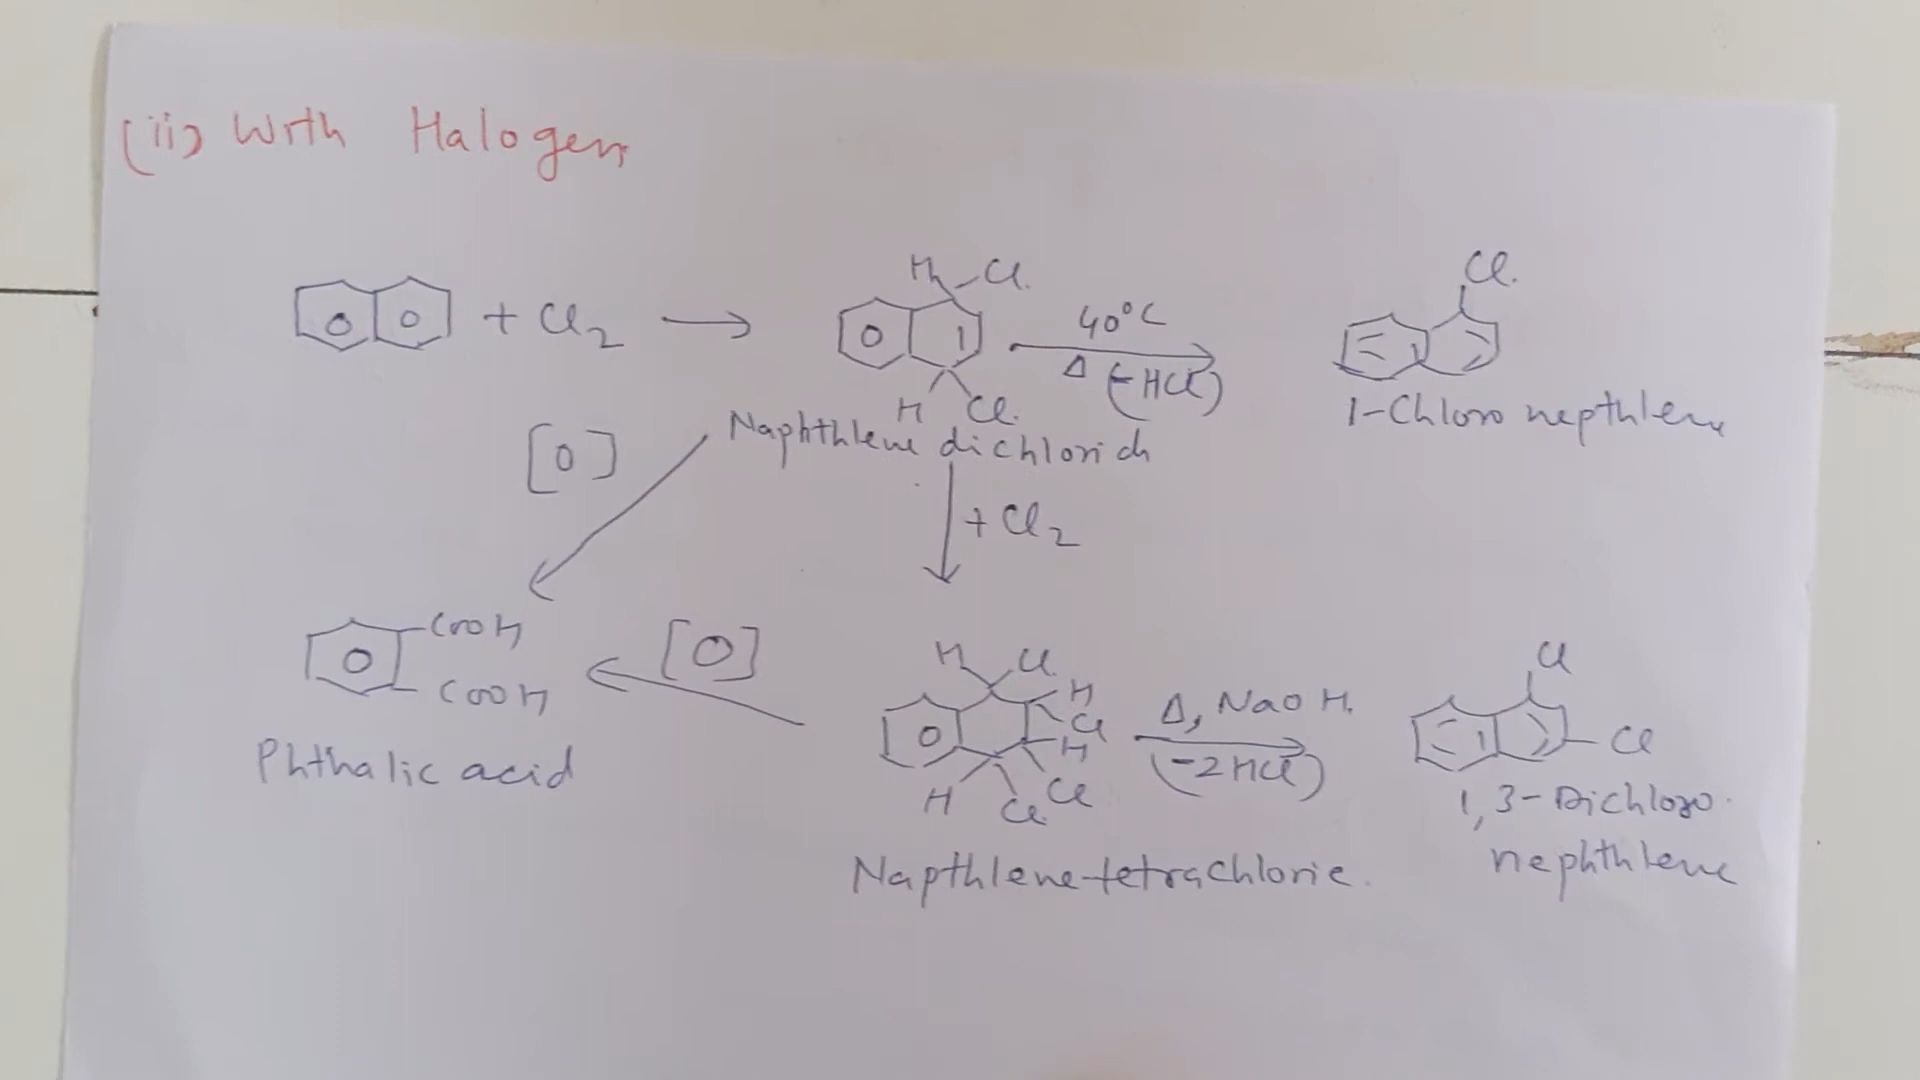 (ii) With Halogen
+ Cl2
H Cl.
40°C
Δ (-HCl)
H Cl.
Cl.
Naphthlene dichlorid
1-Chloro nepthlene
[O]
+ Cl2
COOH
COOH
Phthalic acid
[O]
H Cl
H
Cl
H
Cl
H Cl
Napthlene tetrachlorie.
Δ, NaOH.
(-2HCl)
Cl
Cl
1,3-Dichloro.
nephthlene